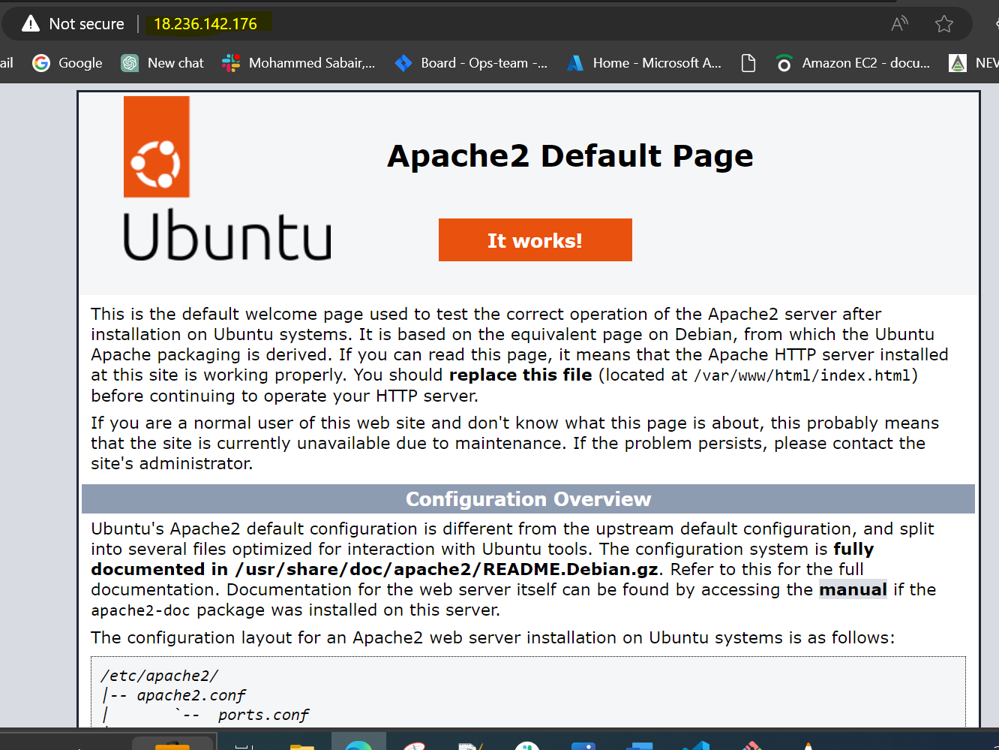 Not secure 18.236.142.176
ail Google New chat Mohammed Sabair,... Board - Ops-team -... Home - Microsoft A... Amazon EC2 - docu... NEV
Ubuntu
Apache2 Default Page
It works!
This is the default welcome page used to test the correct operation of the Apache2 server after
installation on Ubuntu systems. It is based on the equivalent page on Debian, from which the Ubuntu
Apache packaging is derived. If you can read this page, it means that the Apache HTTP server installed
at this site is working properly. You should replace this file (located at /var/www/html/index.html)
before continuing to operate your HTTP server.
If you are a normal user of this web site and don't know what this page is about, this probably means
that the site is currently unavailable due to maintenance. If the problem persists, please contact the
site's administrator.
Configuration Overview
Ubuntu's Apache2 default configuration is different from the upstream default configuration, and split
into several files optimized for interaction with Ubuntu tools. The configuration system is fully
documented in /usr/share/doc/apache2/README.Debian.gz. Refer to this for the full
documentation. Documentation for the web server itself can be found by accessing the manual if the
apache2-doc package was installed on this server.
The configuration layout for an Apache2 web server installation on Ubuntu systems is as follows:
/etc/apache2/
|-- apache2.conf
|       `--  ports.conf